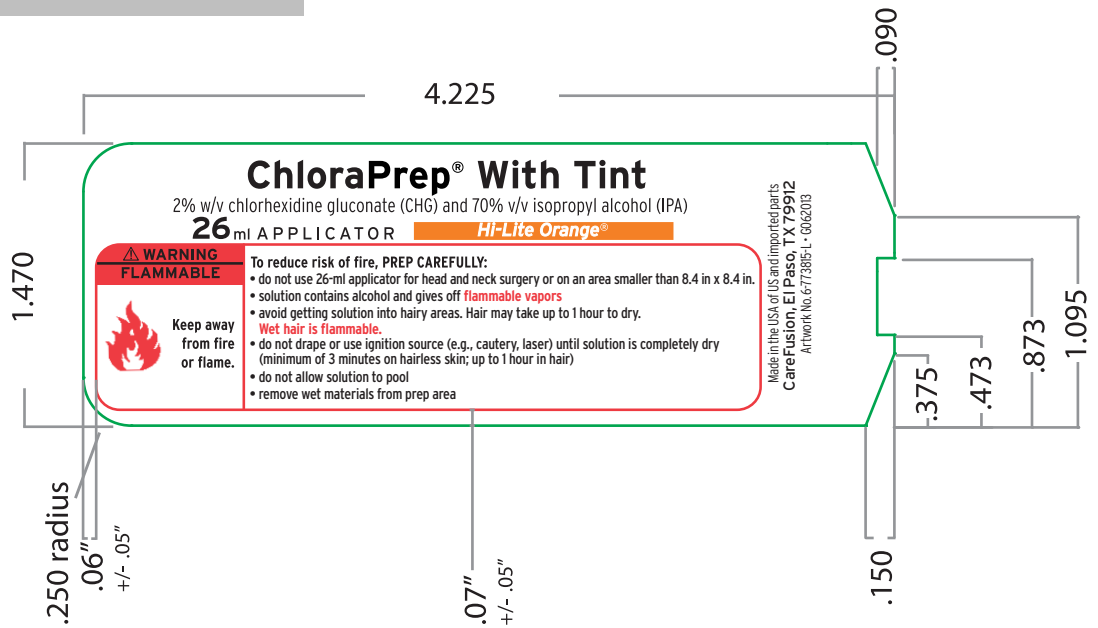 .090
4.225
ChloraPrep® With Tint
2% w/v chlorhexidine gluconate (CHG) and 70% v/v isopropyl alcohol (IPA)
26 ml APPLICATOR
Hi-Lite Orange®
⚠ WARNING
FLAMMABLE
Keep away
from fire
or flame.
To reduce risk of fire, PREP CAREFULLY:
• do not use 26-ml applicator for head and neck surgery or on an area smaller than 8.4 in x 8.4 in.
• solution contains alcohol and gives off flammable vapors
• avoid getting solution into hairy areas. Hair may take up to 1 hour to dry.
Wet hair is flammable.
• do not drape or use ignition source (e.g., cautery, laser) until solution is completely dry
(minimum of 3 minutes on hairless skin; up to 1 hour in hair)
• do not allow solution to pool
• remove wet materials from prep area
Made in the USA of US and imported parts
CareFusion, El Paso, TX 79912
Artwork No. 6-773815-L • G062013
1.470
.375
.473
.873
1.095
.250 radius
.06"
+/- .05"
.07"
+/- .05"
.150